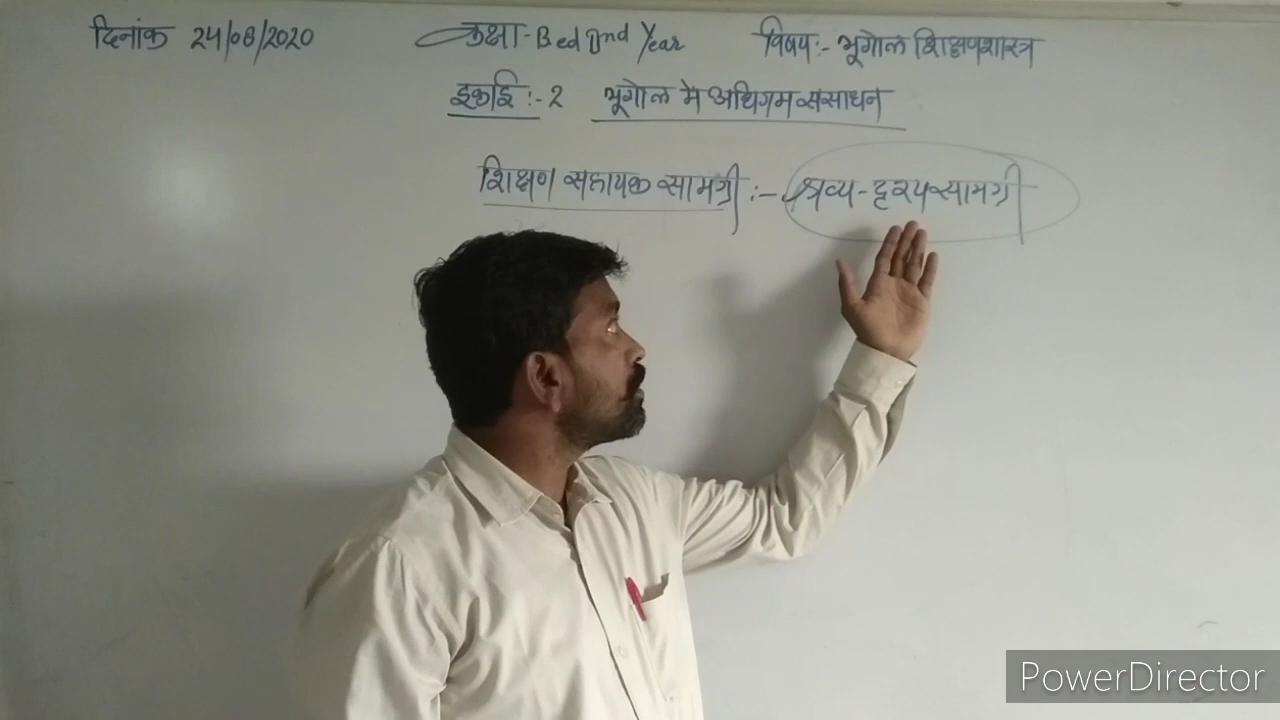 दिनांक 24/08/2020 कक्षा - Bed IInd Year विषय:- भूगोल शिक्षणशास्त्र
इकाई :- 2 भूगोल मे अधिगम संसाधन
शिक्षण सहायक सामग्री :- श्रव्य-दृश्य सामग्री
PowerDirector